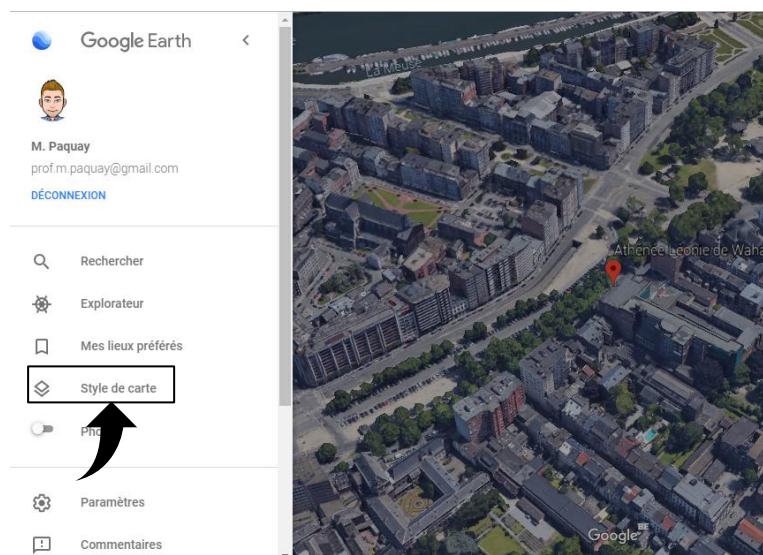 Google Earth
M. Paquay
prof.m.paquay@gmail.com
DÉCONNEXION
Rechercher
Explorateur
Mes lieux préférés
Style de carte
Paramètres
Commentaires
La Meuse
Athénée Léonie de Waha
Google
BE